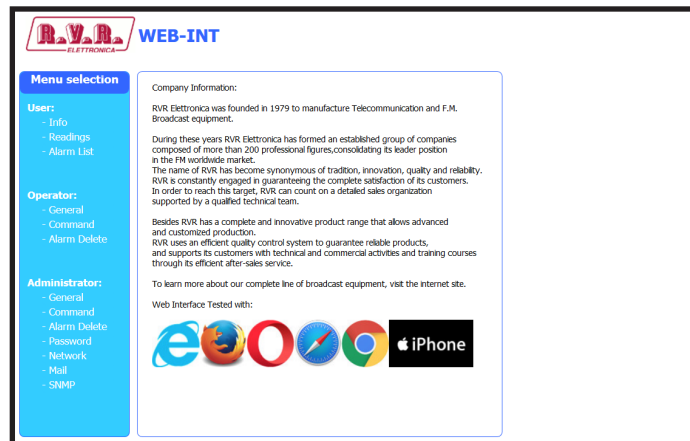 R.V.R.
ELETTRONICA
WEB-INT
Menu selection
User:
- Info
- Readings
- Alarm List
Operator:
- General
- Command
- Alarm Delete
Administrator:
- General
- Command
- Alarm Delete
- Password
- Network
- Mail
- SNMP
Company Information:
RVR Elettronica was founded in 1979 to manufacture Telecommunication and F.M.
Broadcast equipment.
During these years RVR Elettronica has formed an established group of companies
composed of more than 200 professional figures,consolidating its leader position
in the FM worldwide market.
The name of RVR has become synonymous of tradition, innovation, quality and reliability.
RVR is constantly engaged in guaranteeing the complete satisfaction of its customers.
In order to reach this target, RVR can count on a detailed sales organization
supported by a qualified technical team.
Besides RVR has a complete and innovative product range that allows advanced
and customized production.
RVR uses an efficient quality control system to guarantee reliable products,
and supports its customers with technical and commercial activities and training courses
through its efficient after-sales service.
To learn more about our complete line of broadcast equipment, visit the internet site.
Web Interface Tested with:
iPhone